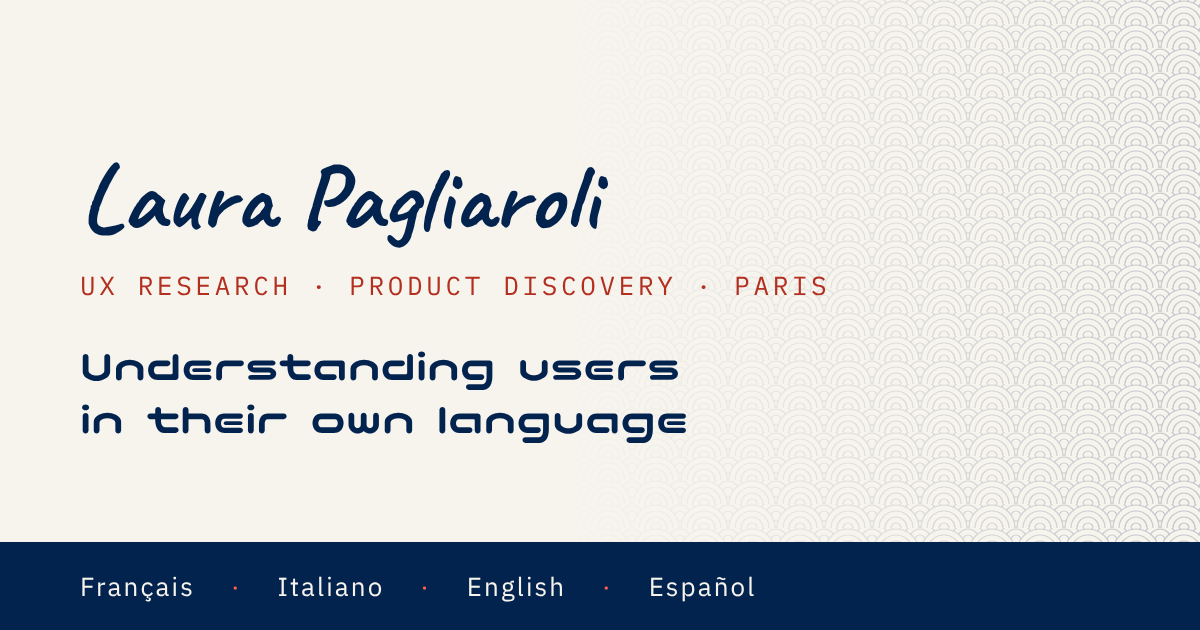 Laura Pagliaroli
UX RESEARCH · PRODUCT DISCOVERY · PARIS
Understanding users
in their own language
Français · Italiano · English · Español